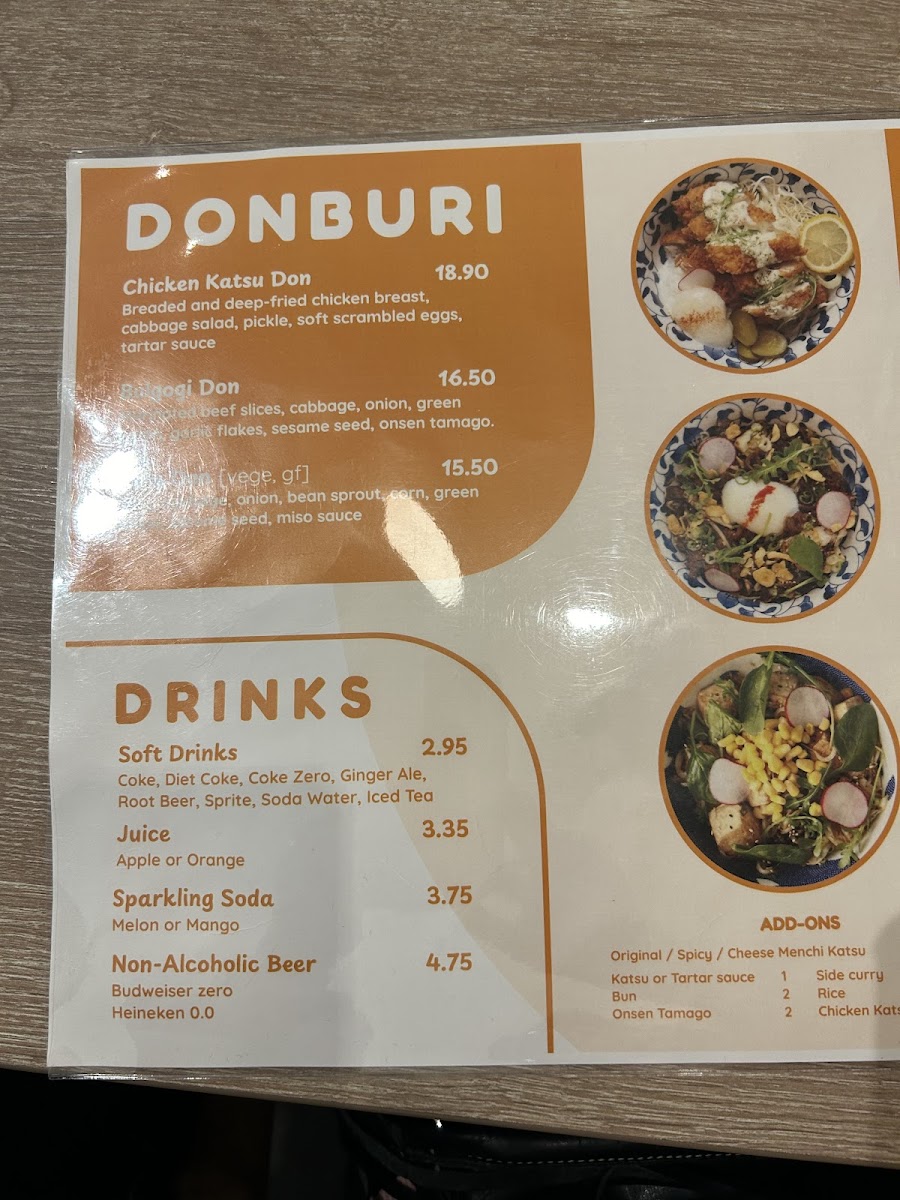 DONBURI
Chicken Katsu Don 18.90
Breaded and deep-fried chicken breast,
cabbage salad, pickle, soft scrambled eggs,
tartar sauce
Bulgogi Don 16.50
beef slices, cabbage, onion, green
garlic flakes, sesame seed, onsen tamago.
[vege, gf] 15.50
onion, bean sprout, corn, green
seed, miso sauce
DRINKS
Soft Drinks 2.95
Coke, Diet Coke, Coke Zero, Ginger Ale,
Root Beer, Sprite, Soda Water, Iced Tea
Juice 3.35
Apple or Orange
Sparkling Soda 3.75
Melon or Mango
Non-Alcoholic Beer 4.75
Budweiser zero
Heineken 0.0
ADD-ONS
Original / Spicy / Cheese Menchi Katsu
Katsu or Tartar sauce 1 Side curry
Bun 2 Rice
Onsen Tamago 2 Chicken Kats